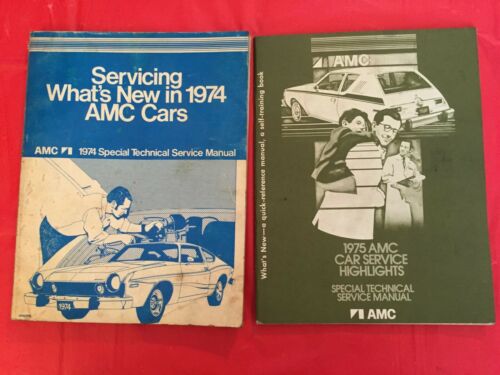 Servicing
What's New in 1974
AMC Cars
AMC 1974 Special Technical Service Manual
1974
What's New—a quick-reference manual, a self-training book
AMC
1975 AMC
CAR SERVICE
HIGHLIGHTS
SPECIAL TECHNICAL
SERVICE MANUAL
AMC